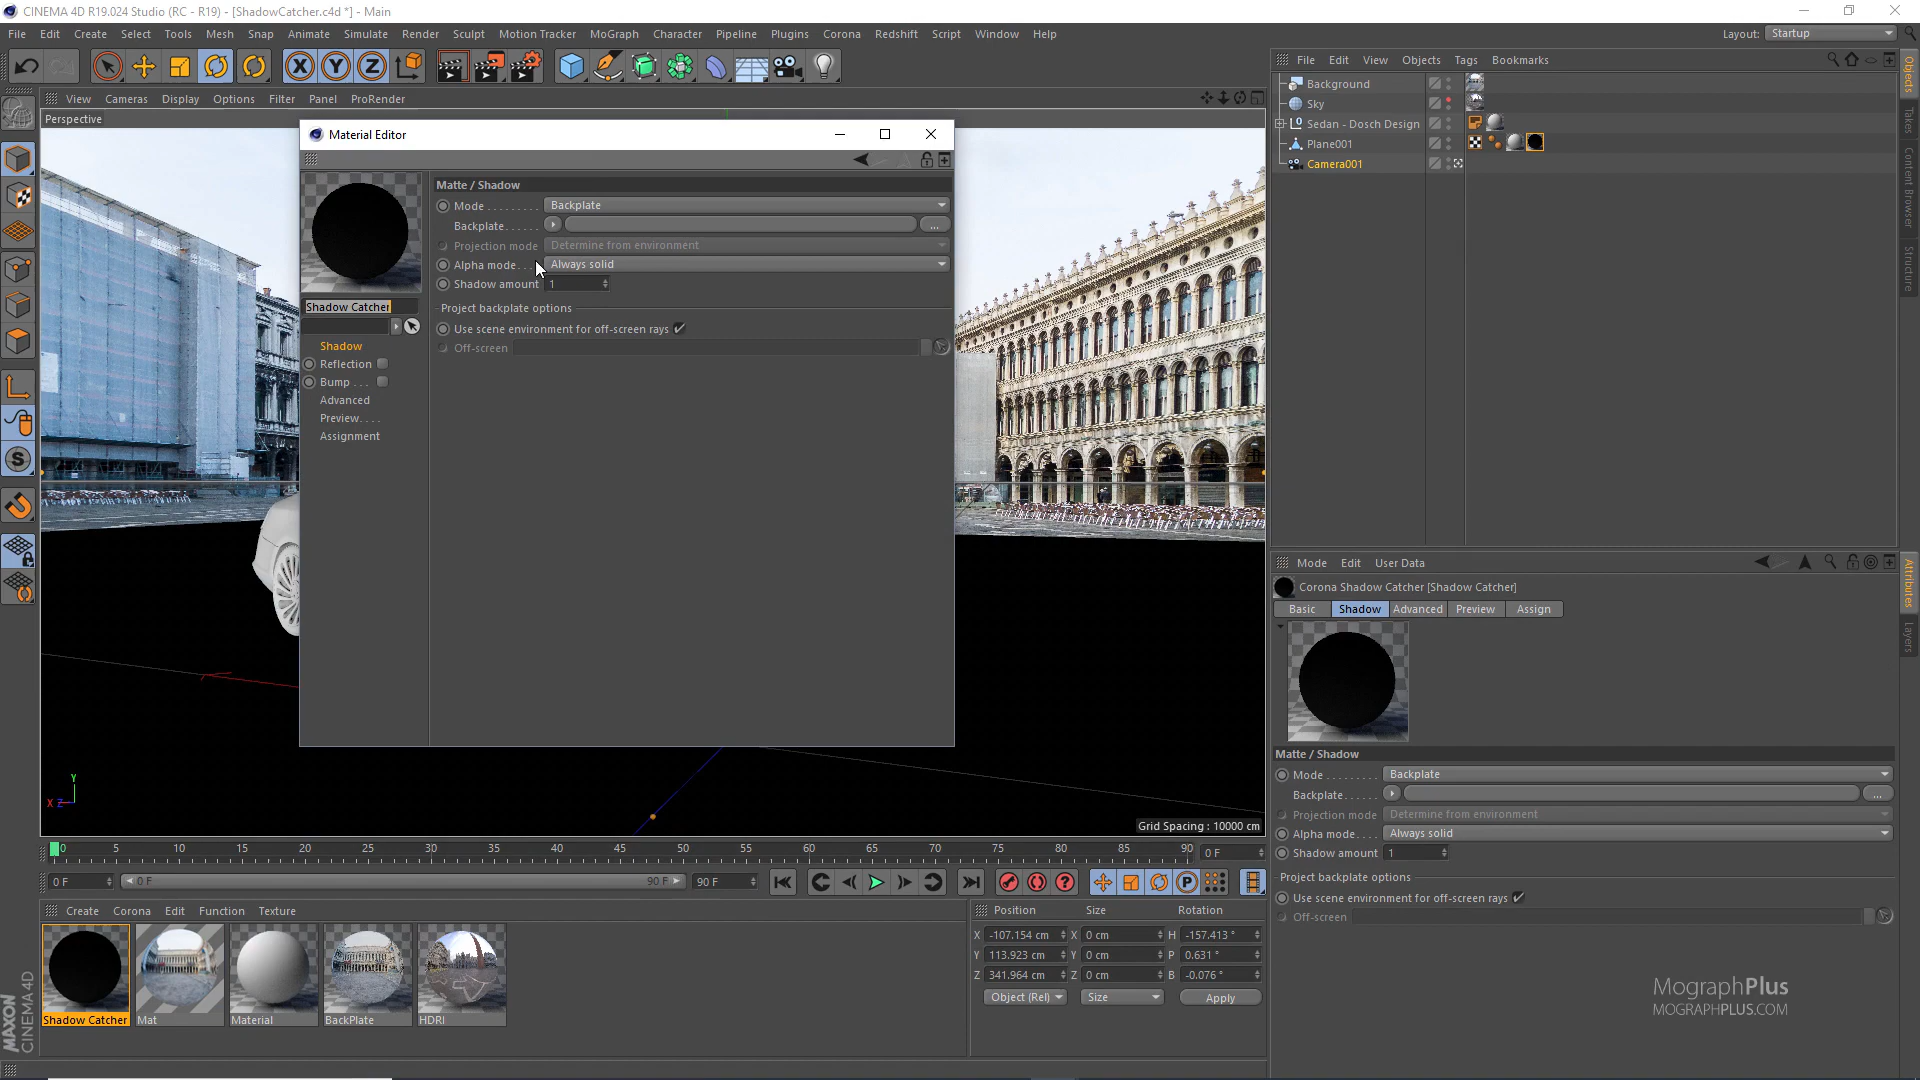 CINEMA 4D R19.024 Studio (RC - R19) - [ShadowCatcher.c4d *] - Main
File Edit Create Select Tools Mesh Snap Animate Simulate Render Sculpt Motion Tracker MoGraph Character Pipeline Plugins Corona Redshift Script Window Help
Layout: Startup
View Cameras Display Options Filter Panel ProRender
Perspective
Material Editor
Matte / Shadow
Mode . . . . . . . . . Backplate
Backplate. . . . . . ...
Projection mode Determine from environment
Alpha mode. . . Always solid
Shadow amount 1
Project backplate options
Use scene environment for off-screen rays
Off-screen
Shadow Catcher
Shadow
Reflection
Bump . . .
Advanced
Preview. . . .
Assignment
Y
X Z
Grid Spacing : 10000 cm
File Edit View Objects Tags Bookmarks
Background
Sky
Sedan - Dosch Design
Plane001
Camera001
Objects
Takes
Content Browser
Structure
Mode Edit User Data
Corona Shadow Catcher [Shadow Catcher]
Basic Shadow Advanced Preview Assign
Matte / Shadow
Mode . . . . . . . . . Backplate
Backplate. . . . . . ...
Projection mode Determine from environment
Alpha mode. . . . Always solid
Shadow amount 1
Project backplate options
Use scene environment for off-screen rays
Off-screen
Attributes
Layers
0 5 10 15 20 25 30 35 40 45 50 55 60 65 70 75 80 85 90 0 F
0 F 0 F 90 F 90 F
Create Corona Edit Function Texture
Shadow Catcher Mat Material BackPlate HDRI
Position Size Rotation
X -107.154 cm X 0 cm H -157.413 °
Y 113.923 cm Y 0 cm P 0.631 °
Z 341.964 cm Z 0 cm B -0.076 °
Object (Rel) Size Apply
MAXON
CINEMA 4D
MographPlus
MOGRAPHPLUS.COM